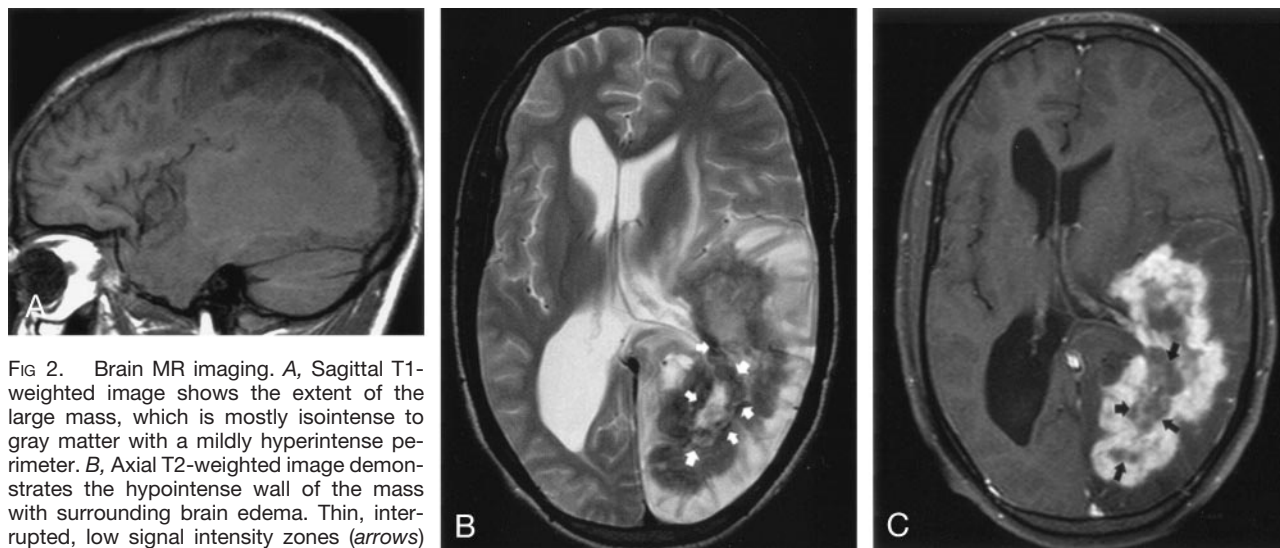 A
B
C
FIG 2. Brain MR imaging. A, Sagittal T1-
weighted image shows the extent of the
large mass, which is mostly isointense to
gray matter with a mildly hyperintense pe-
rimeter. B, Axial T2-weighted image demon-
strates the hypointense wall of the mass
with surrounding brain edema. Thin, inter-
rupted, low signal intensity zones (arrows)